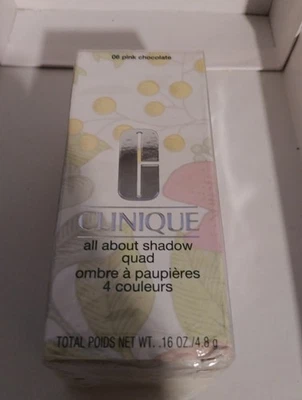 06 pink chocolate
CLINIQUE
all about shadow
quad
ombre à paupières
4 couleurs
TOTAL POIDS NET WT. .16 OZ./4.8 g